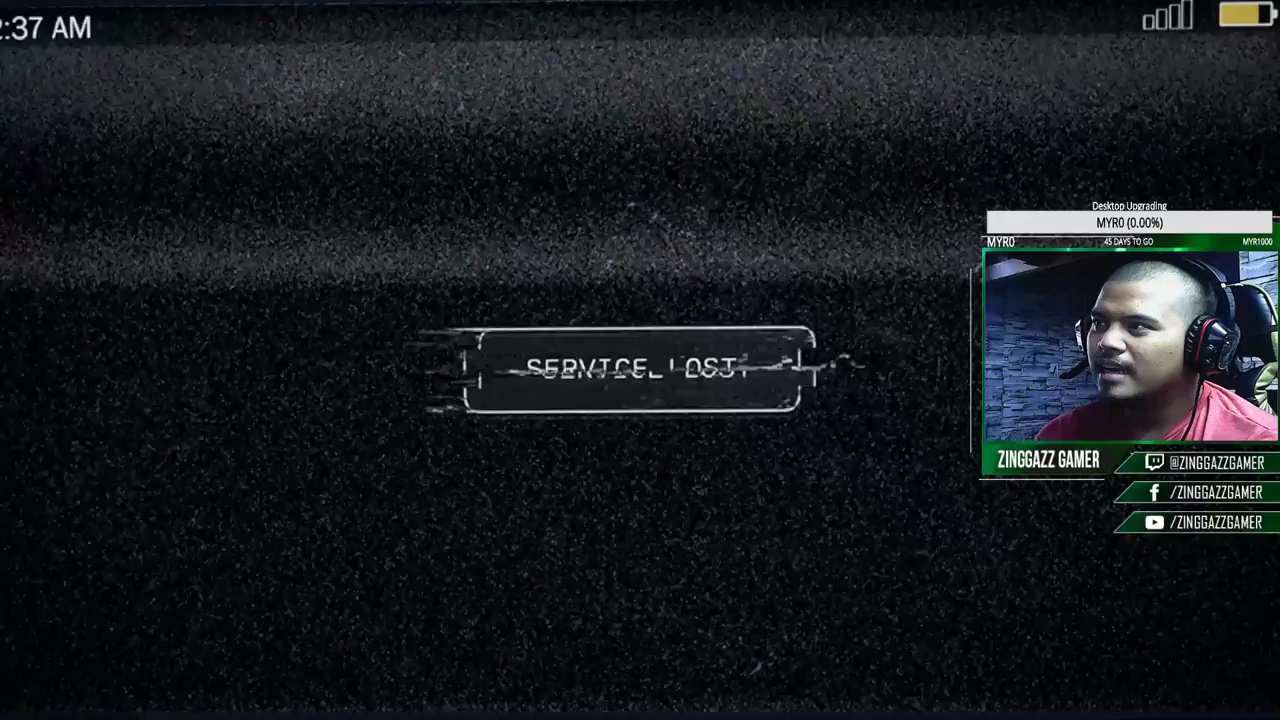 2:37 AM
SERVICE LOST.
Desktop Upgrading
MYR0 (0.00%)
MYR0 45 DAYS TO GO MYR1000
ZINGGAZZ GAMER
@ZINGGAZZGAMER
/ZINGGAZZGAMER
/ZINGGAZZGAMER